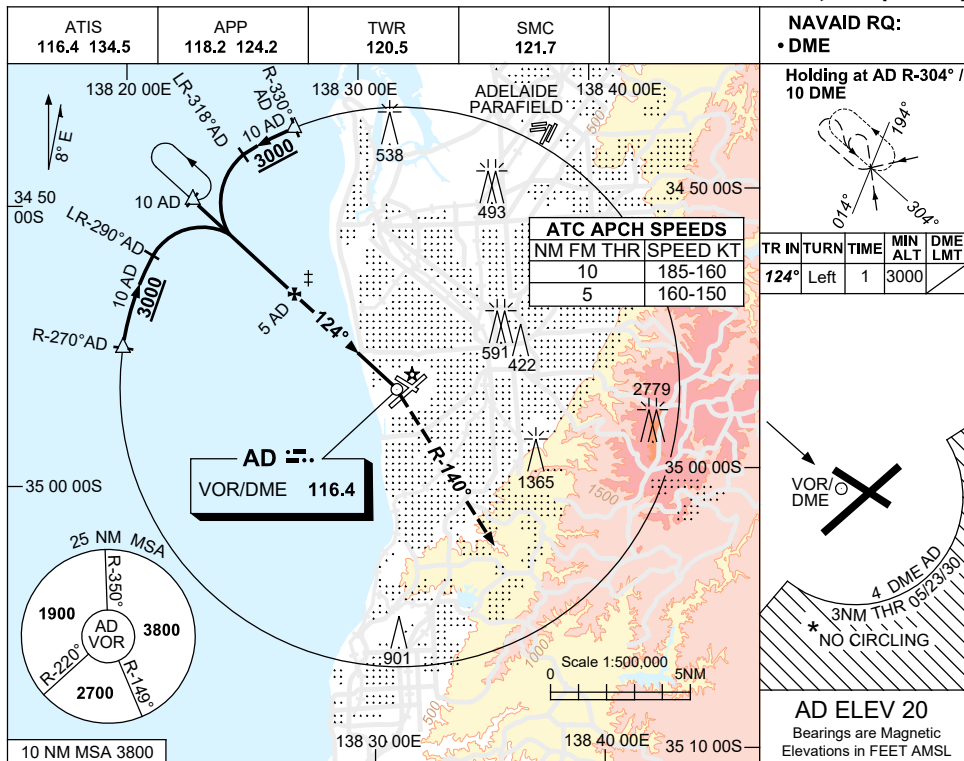 ATIS
116.4 134.5
APP
118.2 124.2
TWR
120.5
SMC
121.7
NAVAID RQ:
• DME
138 20 00E
138 30 00E
138 40 00E
8° E
LR-318°AD
R-330°
AD
10 AD
3000
538
ADELAIDE
PARAFIELD
500
10 AD
34 50
00S
34 50 00S
493
LR-290°AD
10 AD
3000
R-270°AD
5 AD
‡
124°
ATC APCH SPEEDS
NM FM THR SPEED KT
10 185-160
5 160-150
591
422
2779
AD
VOR/DME 116.4
R-140°
1365
1500
35 00 00S
35 00 00S
25 NM MSA
R-350°
1900
AD
VOR
3800
R-220°
2700
R-149°
901
1000
500
Scale 1:500,000
0 5NM
10 NM MSA 3800
138 30 00E
138 40 00E
35 10 00S
Holding at AD R-304° /
10 DME
194°
014°
304°
TR IN TURN TIME MIN ALT DME LMT
124° Left 1 3000
VOR/
DME
4 DME AD
3NM THR 05/23/30
*
NO CIRCLING
AD ELEV 20
Bearings are Magnetic
Elevations in FEET AMSL